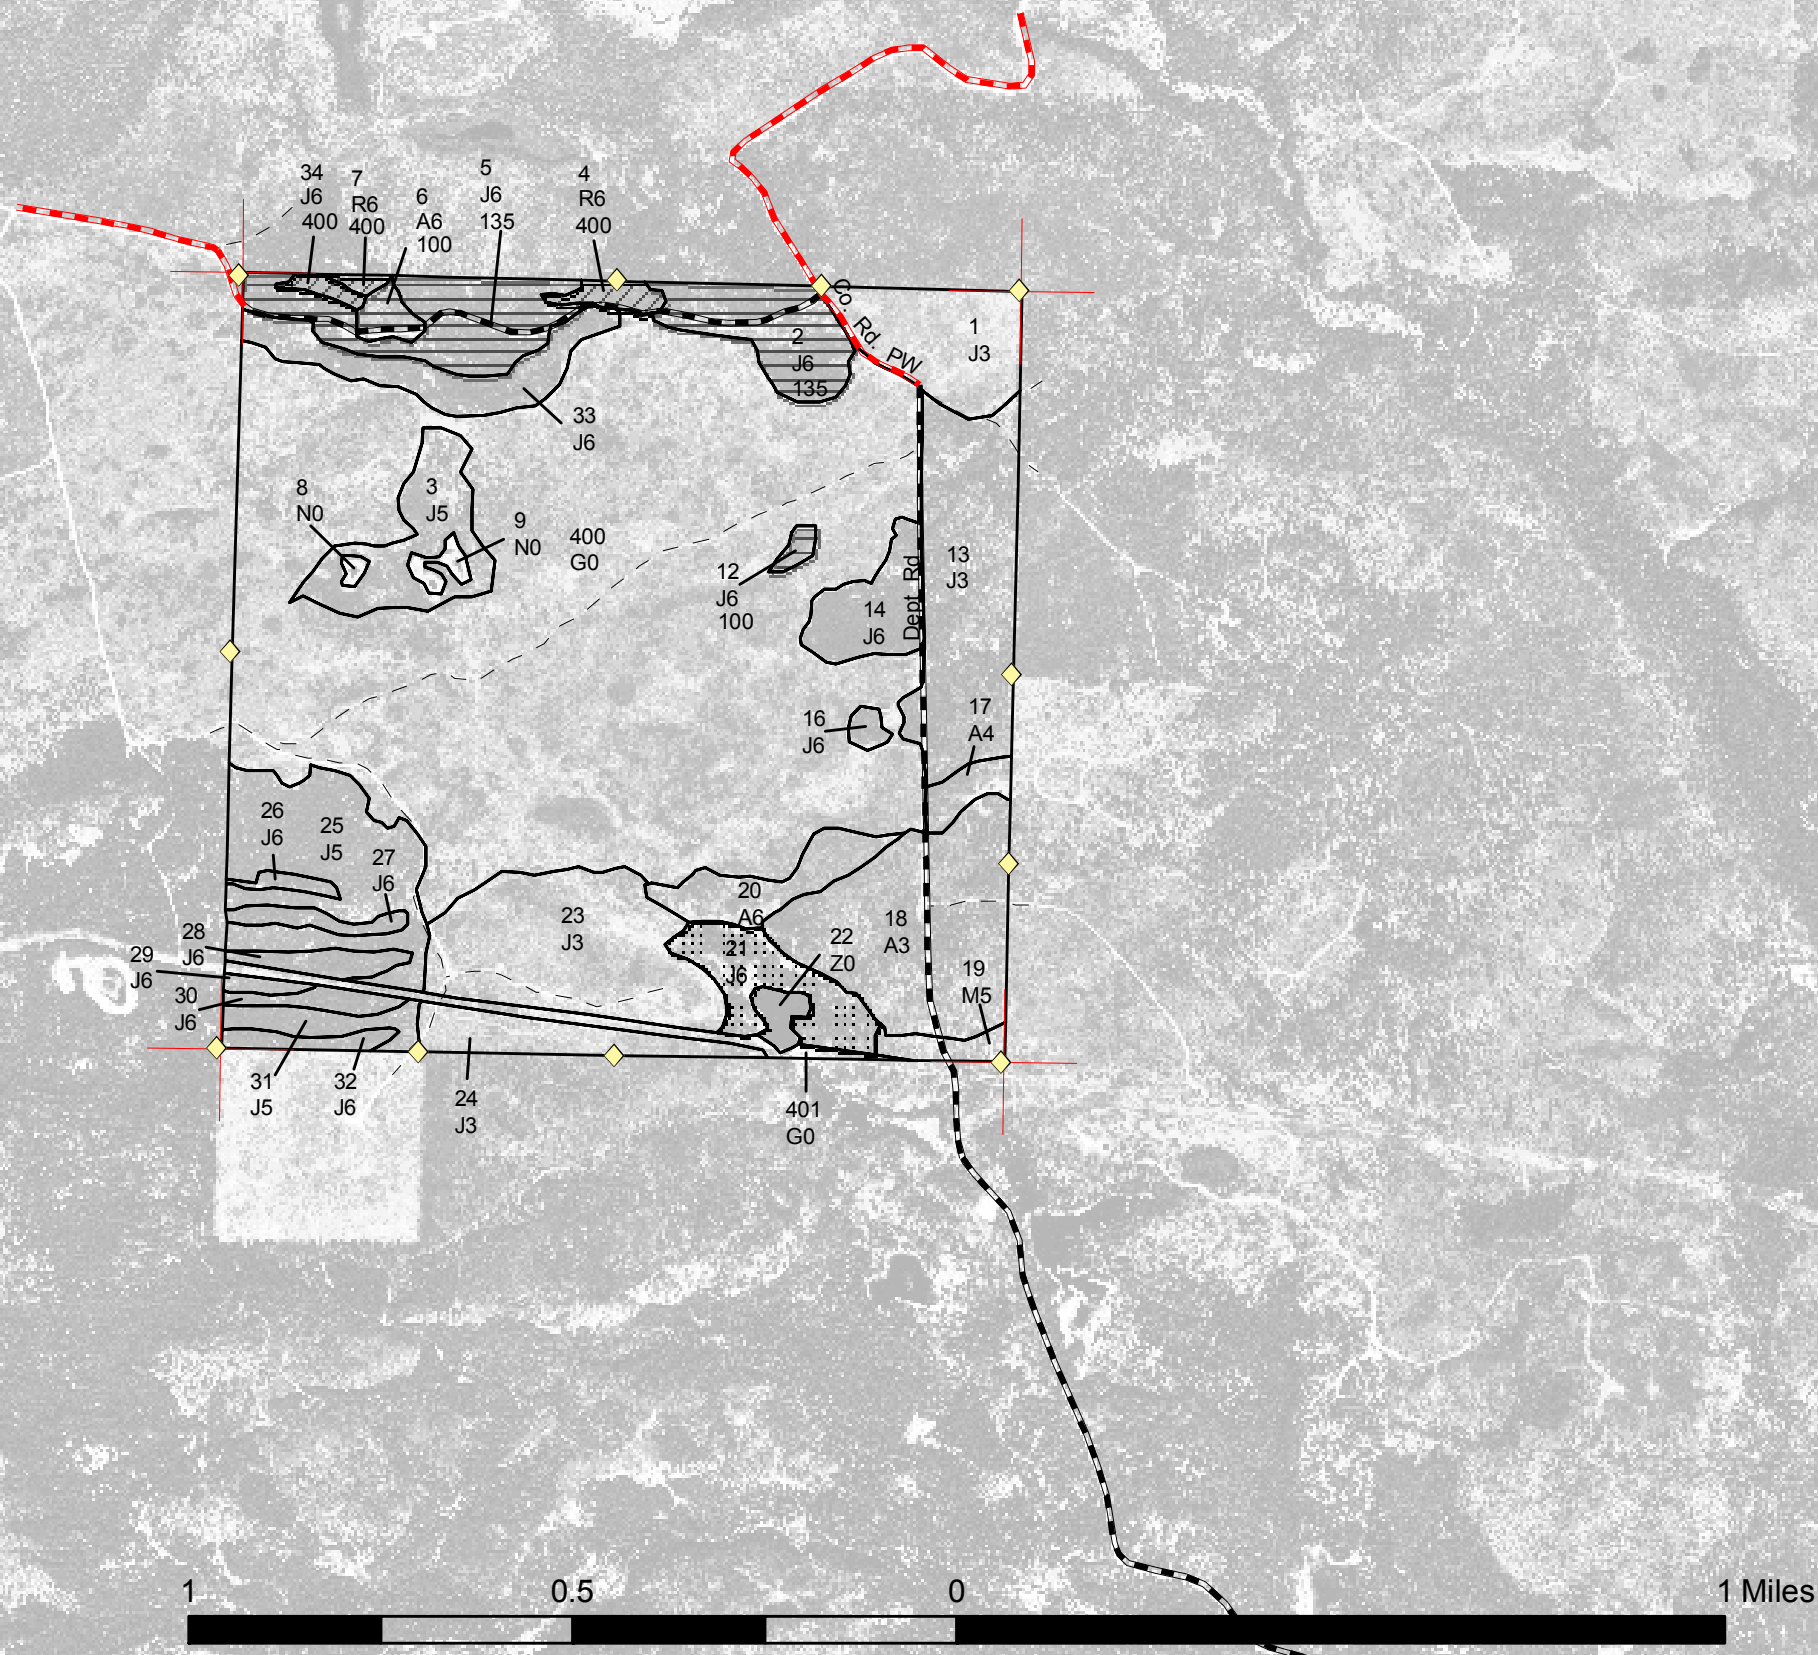 34
J6
400
7
R6
400
6
A6
100
5
J6
135
4
R6
400
Co. Rd. PW
1
J3
2
J6
135
33
J6
3
J5
8
N0
9
N0
400
G0
12
J6
100
13
J3
14
J6
Dept Rd
16
J6
17
A4
26
J6
25
J5
27
J6
20
A6
23
J3
18
A3
21
J6
22
Z0
28
J6
29
J6
30
J6
19
M5
31
J5
32
J6
24
J3
401
G0
1 0.5 0 1 Miles